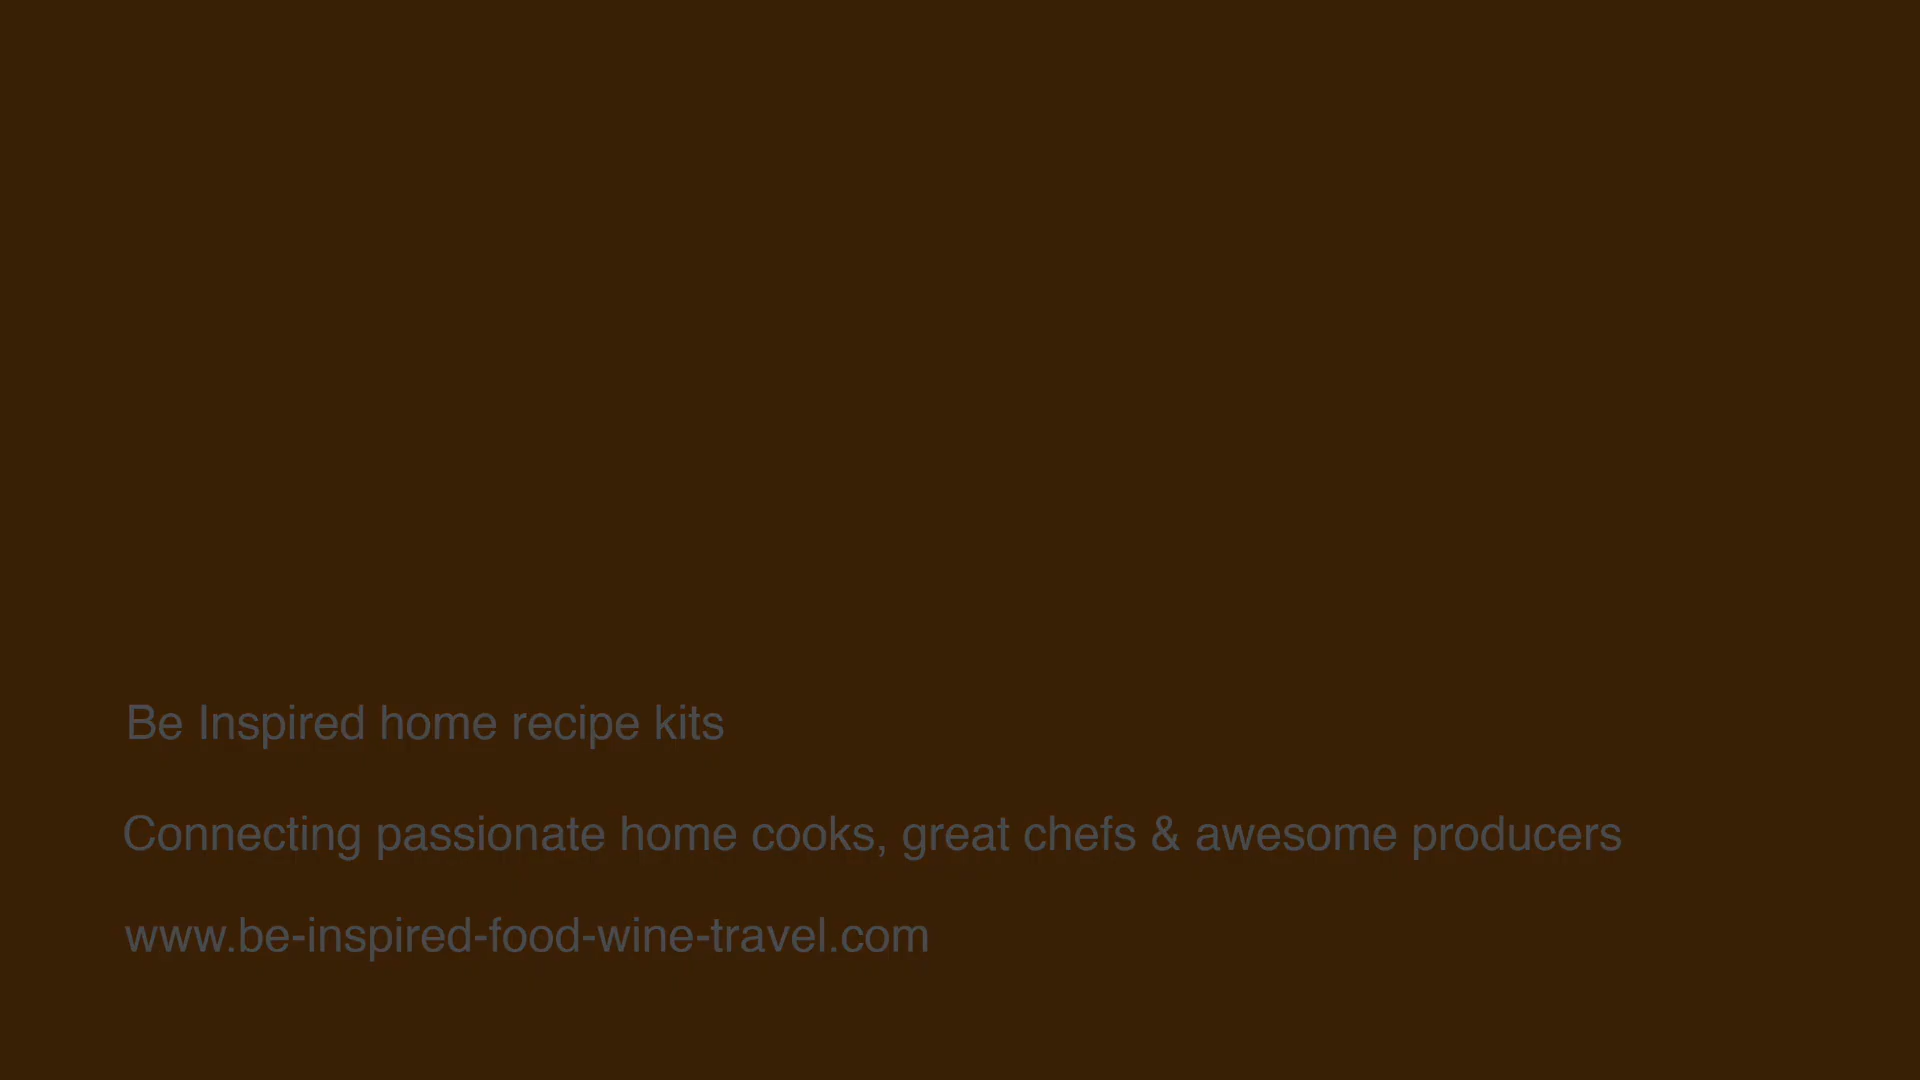 Be Inspired home recipe kits
Connecting passionate home cooks, great chefs & awesome producers
www.be-inspired-food-wine-travel.com